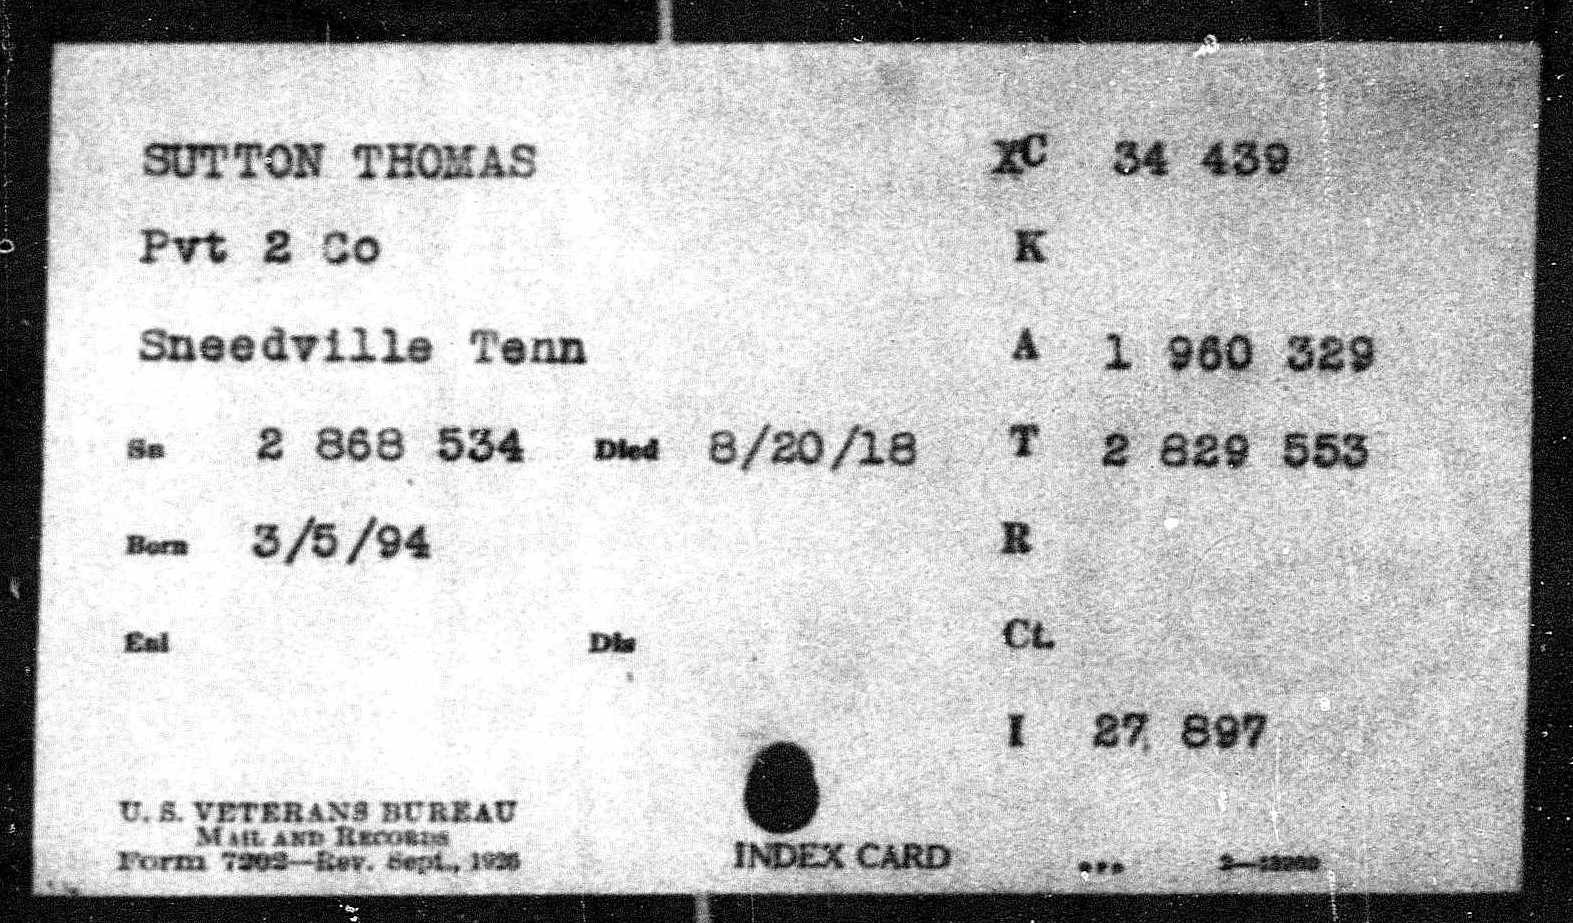 SUTTON THOMAS XC 34 439
Pvt 2 Co K
Sneedville Tenn A 1 960 329
Sn 2 868 534 Died 8/20/18 T 2 829 553
Born 3/5/94 R
Enl Dis Ct.
I 27 897
U. S. VETERANS BUREAU
MAIL AND RECORDS
Form 7202—Rev. Sept., 1926
INDEX CARD